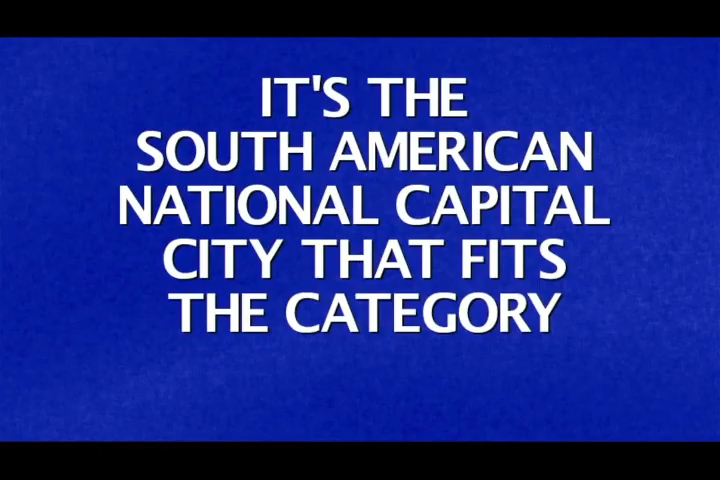 IT'S THE
SOUTH AMERICAN
NATIONAL CAPITAL
CITY THAT FITS
THE CATEGORY